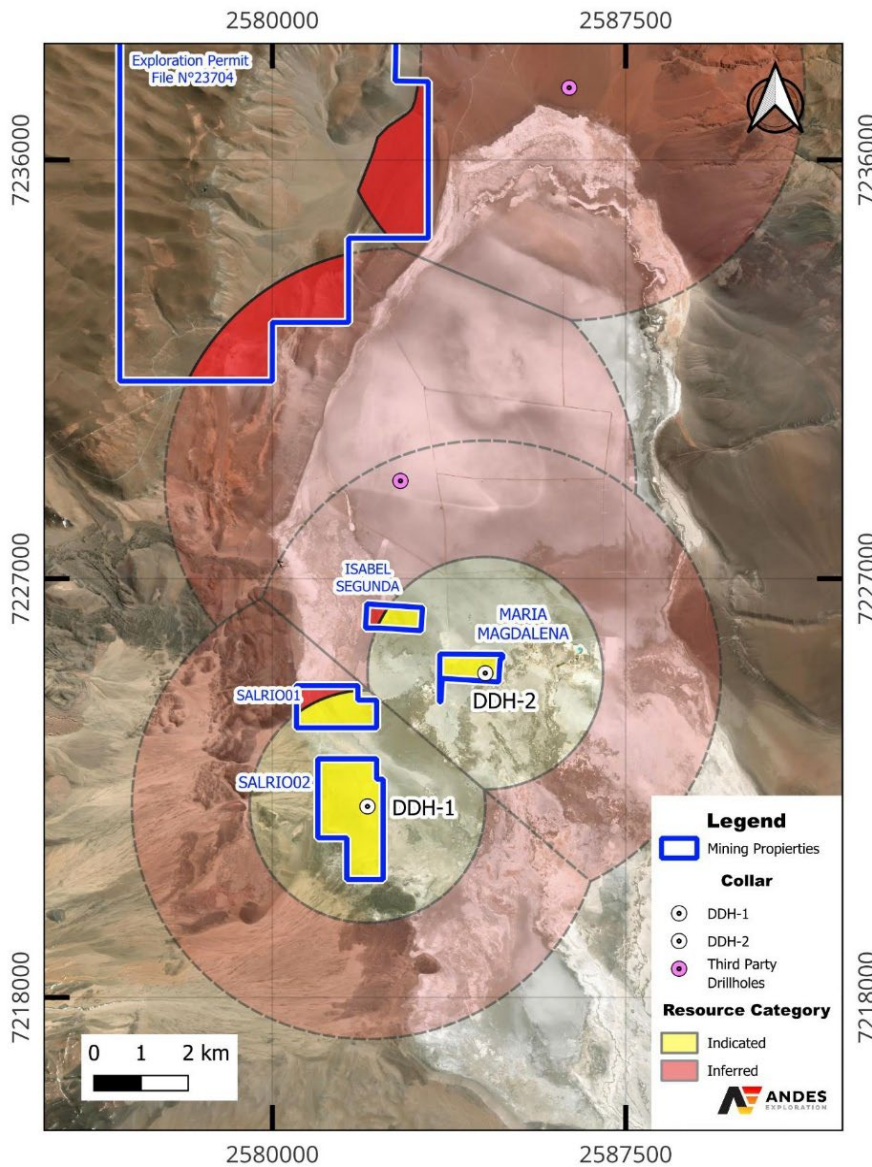 2580000
2587500
Exploration Permit
File N°23704
7236000
7236000
7227000
7227000
ISABEL
SEGUNDA
MARIA
MAGDALENA
DDH-2
SALRIO01
SALRIO02
DDH-1
7218000
7218000
Legend
Mining Propierties
Collar
DDH-1
DDH-2
Third Party
Drillholes
Resource Category
Indicated
Inferred
ANDES
EXPLORATION
0 1 2 km
2580000
2587500